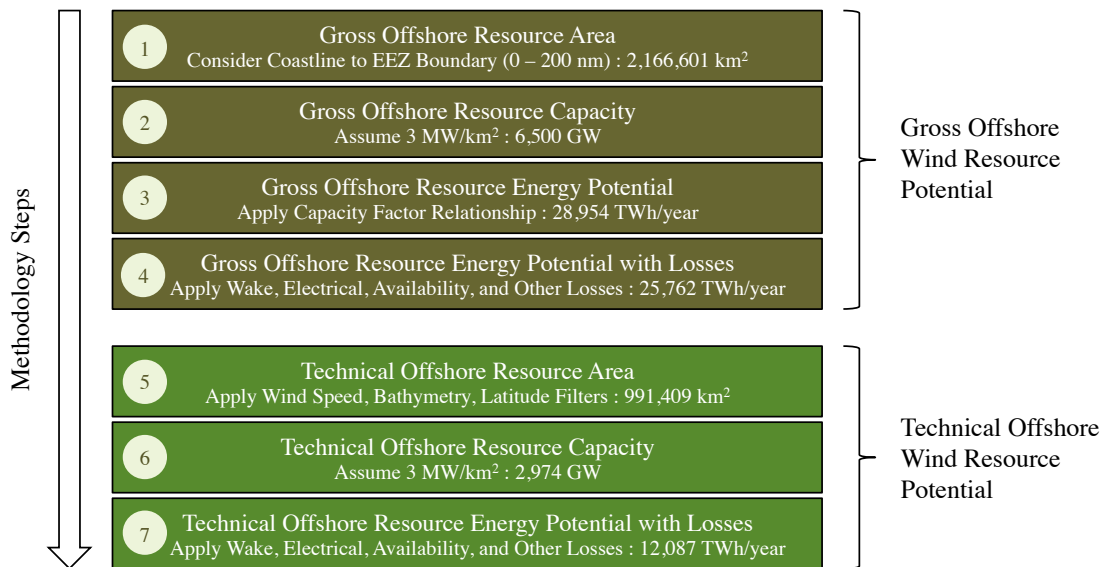 Methodology Steps
1
Gross Offshore Resource Area
Consider Coastline to EEZ Boundary (0 – 200 nm) : 2,166,601 km²
2
Gross Offshore Resource Capacity
Assume 3 MW/km² : 6,500 GW
3
Gross Offshore Resource Energy Potential
Apply Capacity Factor Relationship : 28,954 TWh/year
4
Gross Offshore Resource Energy Potential with Losses
Apply Wake, Electrical, Availability, and Other Losses : 25,762 TWh/year
Gross Offshore
Wind Resource
Potential
5
Technical Offshore Resource Area
Apply Wind Speed, Bathymetry, Latitude Filters : 991,409 km²
6
Technical Offshore Resource Capacity
Assume 3 MW/km² : 2,974 GW
7
Technical Offshore Resource Energy Potential with Losses
Apply Wake, Electrical, Availability, and Other Losses : 12,087 TWh/year
Technical Offshore
Wind Resource
Potential